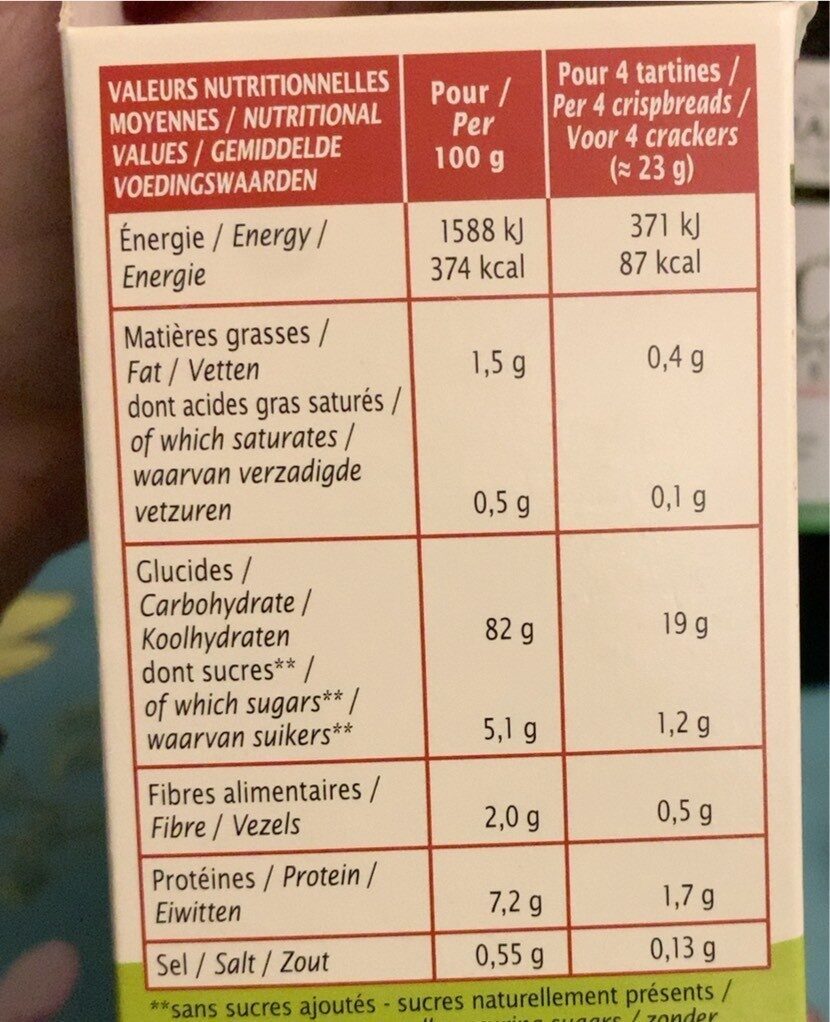 VALEURS NUTRITIONNELLES
MOYENNES / NUTRITIONAL
VALUES / GEMIDDELDE
VOEDINGSWAARDEN
Pour /
Per
100 g
Pour 4 tartines /
Per 4 crispbreads /
Voor 4 crackers
(≈ 23 g)
Énergie / Energy /
Energie
1588 kJ
374 kcal
371 kJ
87 kcal
Matières grasses /
Fat / Vetten
1,5 g
0,4 g
dont acides gras saturés /
of which saturates /
waarvan verzadigde
vetzuren
0,5 g
0,1 g
Glucides /
Carbohydrate /
Koolhydraten
82 g
19 g
dont sucres** /
of which sugars** /
waarvan suikers**
5,1 g
1,2 g
Fibres alimentaires /
Fibre / Vezels
2,0 g
0,5 g
Protéines / Protein /
Eiwitten
7,2 g
1,7 g
Sel / Salt / Zout
0,55 g
0,13 g
**sans sucres ajoutés - sucres naturellement présents /
sugars / zonder